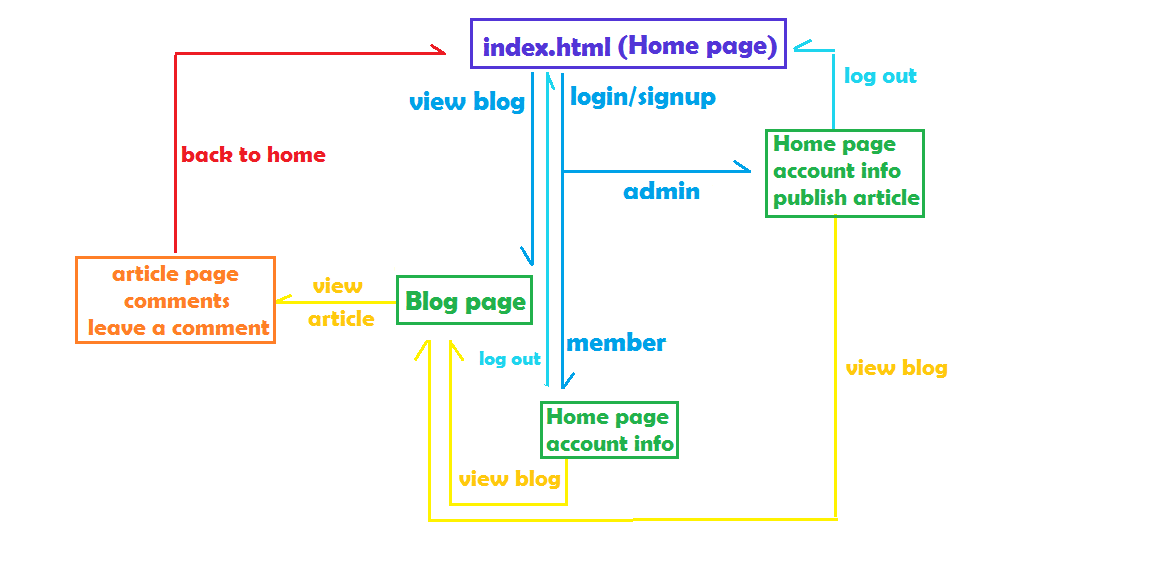 index.html (Home page)
view blog
login/signup
log out
back to home
Home page
account info
publish article
admin
article page
comments
leave a comment
view
article
Blog page
member
log out
view blog
Home page
account info
view blog